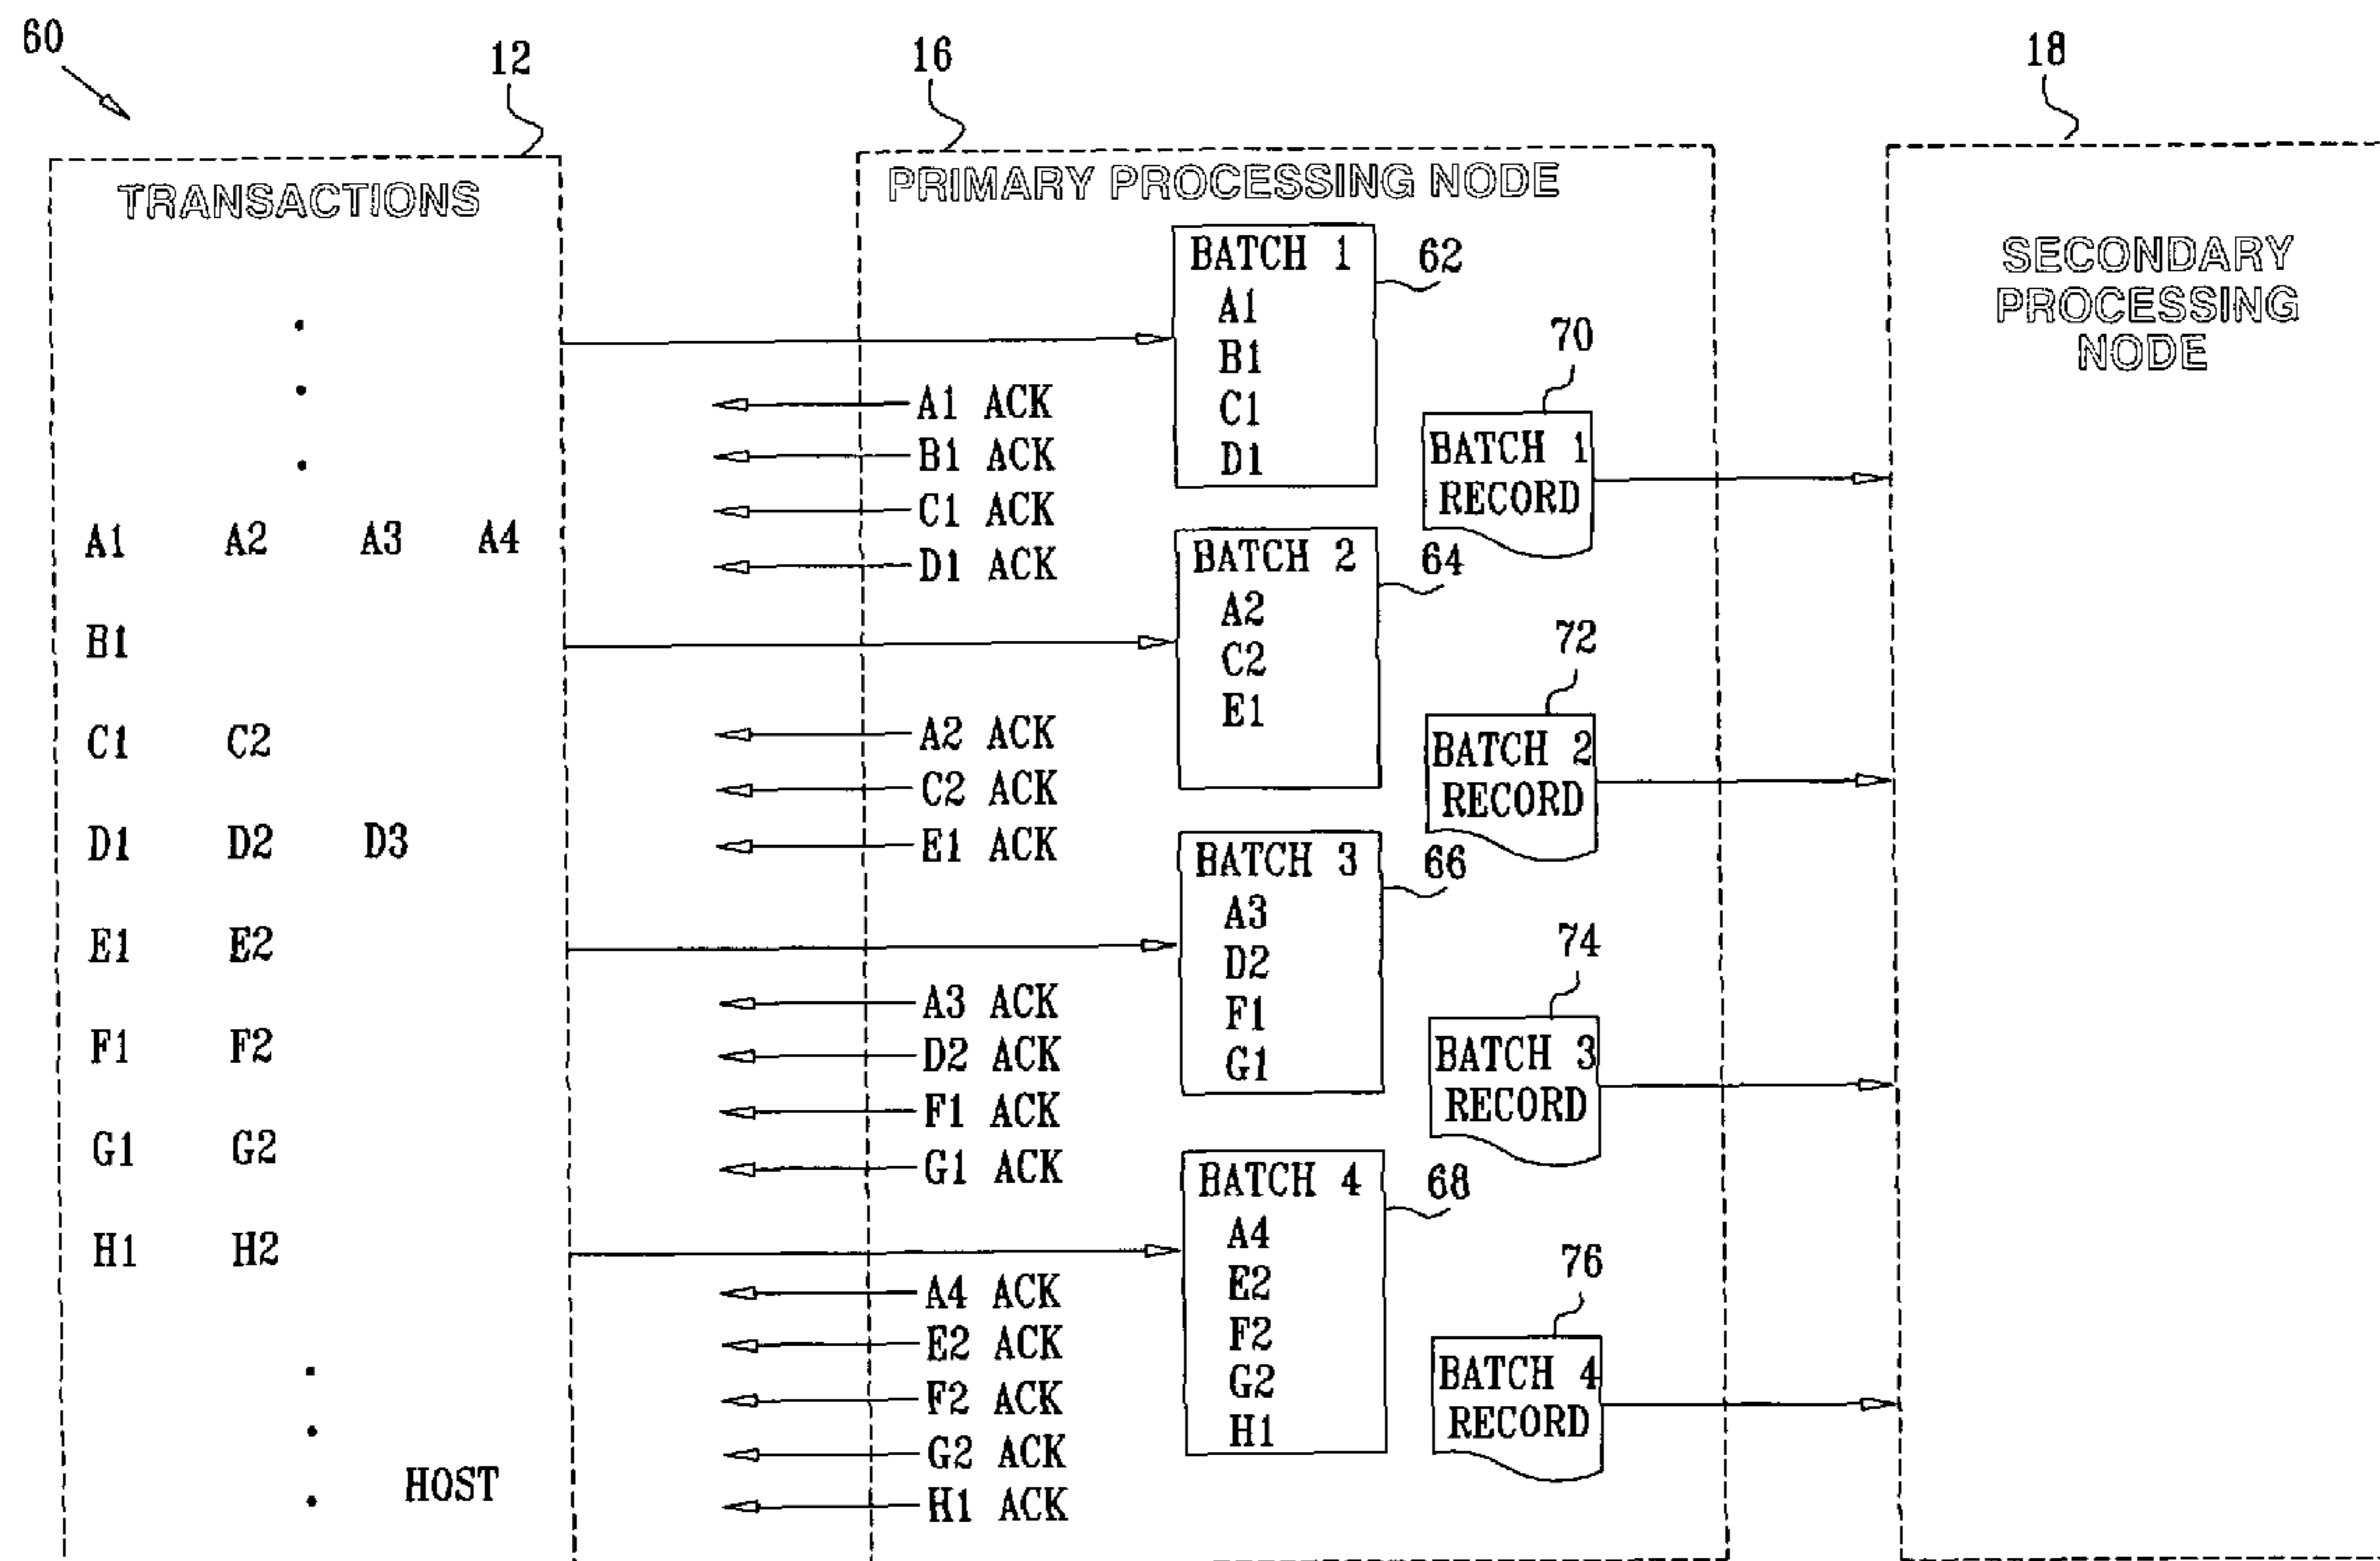 60
12
16
18
TRANSACTIONS
A1 A2 A3 A4
B1
C1 C2
D1 D2 D3
E1 E2
F1 F2
G1 G2
H1 H2
HOST
PRIMARY PROCESSING NODE
A1 ACK
B1 ACK
C1 ACK
D1 ACK
A2 ACK
C2 ACK
E1 ACK
A3 ACK
D2 ACK
F1 ACK
G1 ACK
A4 ACK
E2 ACK
F2 ACK
G2 ACK
H1 ACK
BATCH 1
A1
B1
C1
D1
62
BATCH 2
A2
C2
E1
64
BATCH 3
A3
D2
F1
G1
66
BATCH 4
A4
E2
F2
G2
H1
68
70
BATCH 1
RECORD
72
BATCH 2
RECORD
74
BATCH 3
RECORD
76
BATCH 4
RECORD
SECONDARY
PROCESSING
NODE